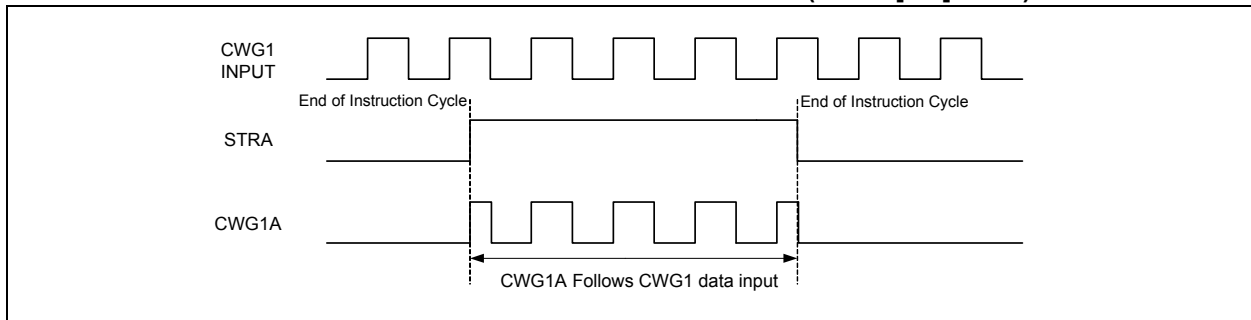 CWG1
INPUT
End of Instruction Cycle
End of Instruction Cycle
STRA
CWG1A
CWG1A Follows CWG1 data input